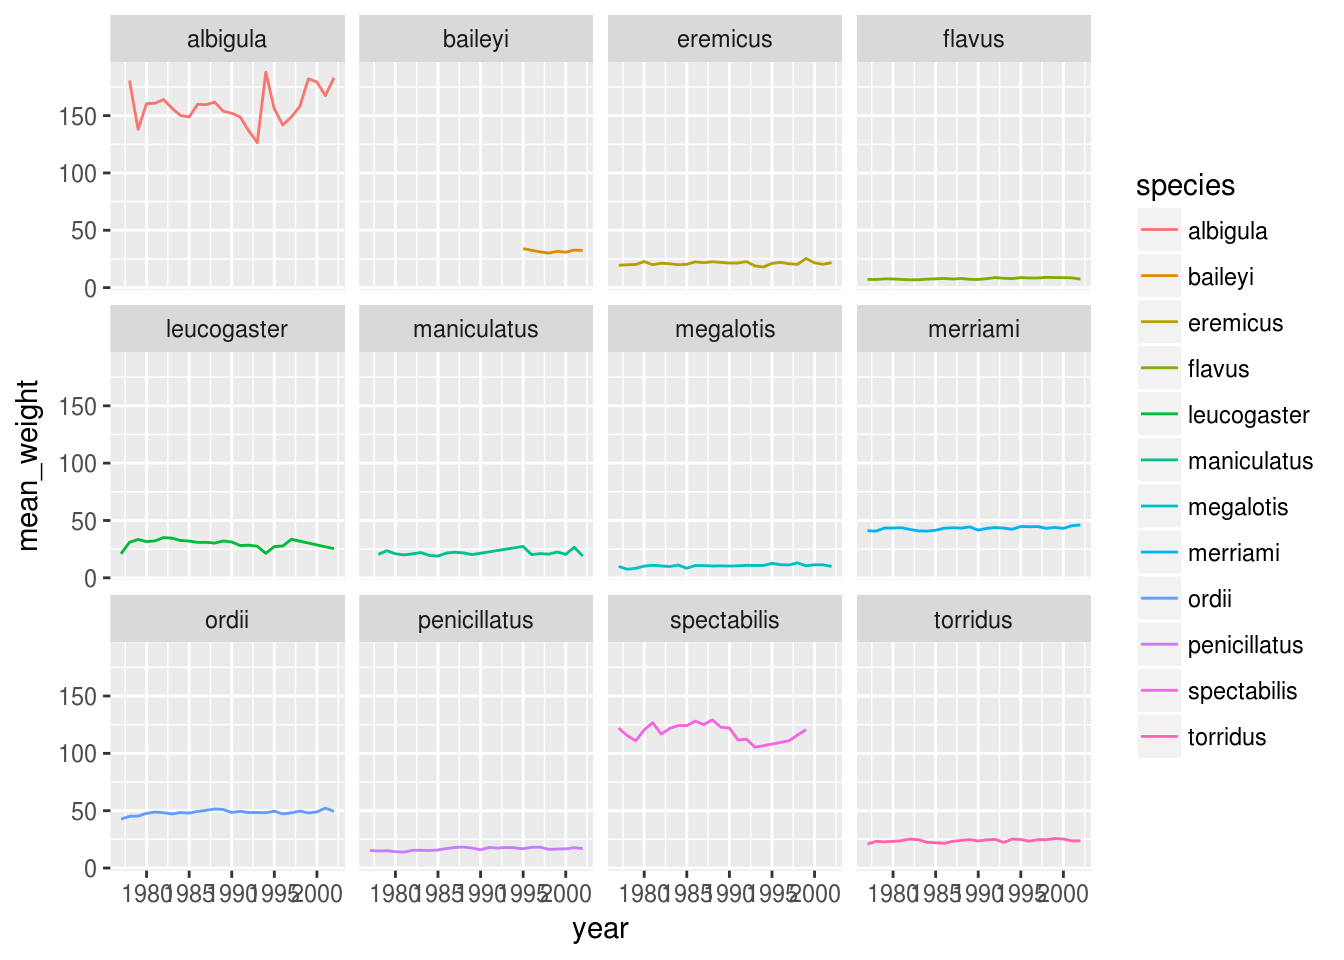 albigula baileyi eremicus flavus
150
100
50
0
leucogaster maniculatus megalotis merriami
150
100
50
0
ordii penicillatus spectabilis torridus
150
100
50
0
1980 1985 1990 1995 2000 1980 1985 1990 1995 2000 1980 1985 1990 1995 2000 1980 1985 1990 1995 2000
year
mean_weight
species
albigula
baileyi
eremicus
flavus
leucogaster
maniculatus
megalotis
merriami
ordii
penicillatus
spectabilis
torridus